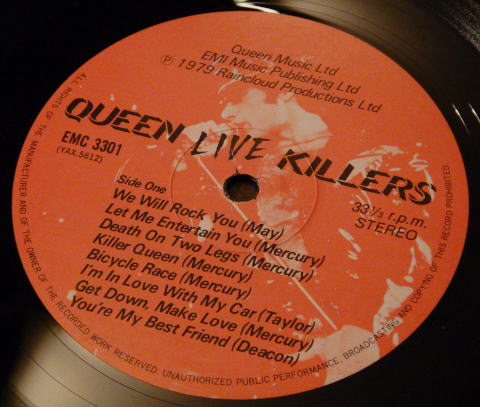 Queen Music Ltd
EMI Music Publishing Ltd
℗ 1979 Raincloud Productions Ltd
QUEEN LIVE KILLERS
EMC 3301
(YAX.5612)
33⅓ r.p.m.
STEREO
Side One
We Will Rock You (May)
Let Me Entertain You (Mercury)
Death On Two Legs (Mercury)
Killer Queen (Mercury)
Bicycle Race (Mercury)
I'm In Love With My Car (Taylor)
Get Down, Make Love (Mercury)
You're My Best Friend (Deacon)
ALL RIGHTS OF THE MANUFACTURER AND OF THE OWNER OF THE RECORDED WORK RESERVED. UNAUTHORIZED PUBLIC PERFORMANCE, BROADCASTING AND COPYING OF THIS RECORD PROHIBITED.